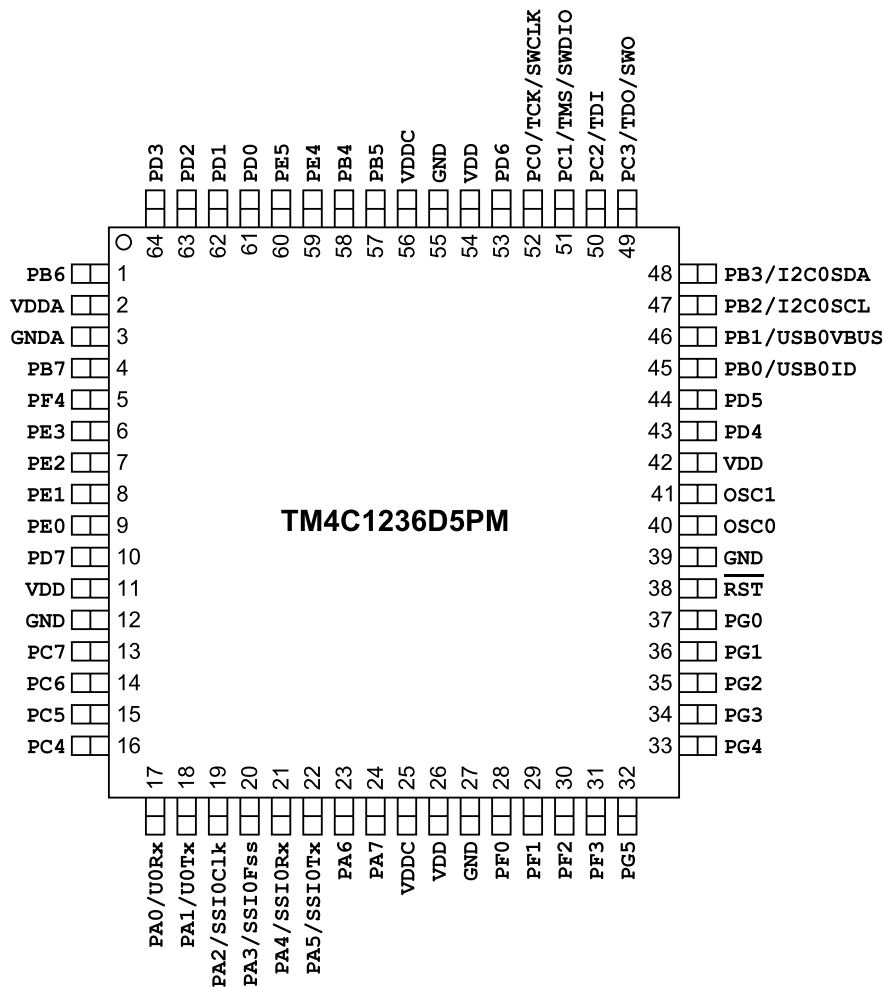 PC0/TCK/SWCLK
PC1/TMS/SWDIO
PC2/TDI
PC3/TDO/SWO
PD3
PD2
PD1
PD0
PE5
PE4
PB4
PB5
VDDC
GND
VDD
PD6
64
63
62
61
60
59
58
57
56
55
54
53
52
51
50
49
PB6 1
VDDA 2
GNDA 3
PB7 4
PF4 5
PE3 6
PE2 7
PE1 8
PE0 9
PD7 10
VDD 11
GND 12
PC7 13
PC6 14
PC5 15
PC4 16
TM4C1236D5PM
48 PB3/I2C0SDA
47 PB2/I2C0SCL
46 PB1/USB0VBUS
45 PB0/USB0ID
44 PD5
43 PD4
42 VDD
41 OSC1
40 OSC0
39 GND
38 RST
37 PG0
36 PG1
35 PG2
34 PG3
33 PG4
17
18
19
20
21
22
23
24
25
26
27
28
29
30
31
32
PA0/U0Rx
PA1/U0Tx
PA2/SSI0Clk
PA3/SSI0Fss
PA4/SSI0Rx
PA5/SSI0Tx
PA6
PA7
VDDC
VDD
GND
PF0
PF1
PF2
PF3
PG5